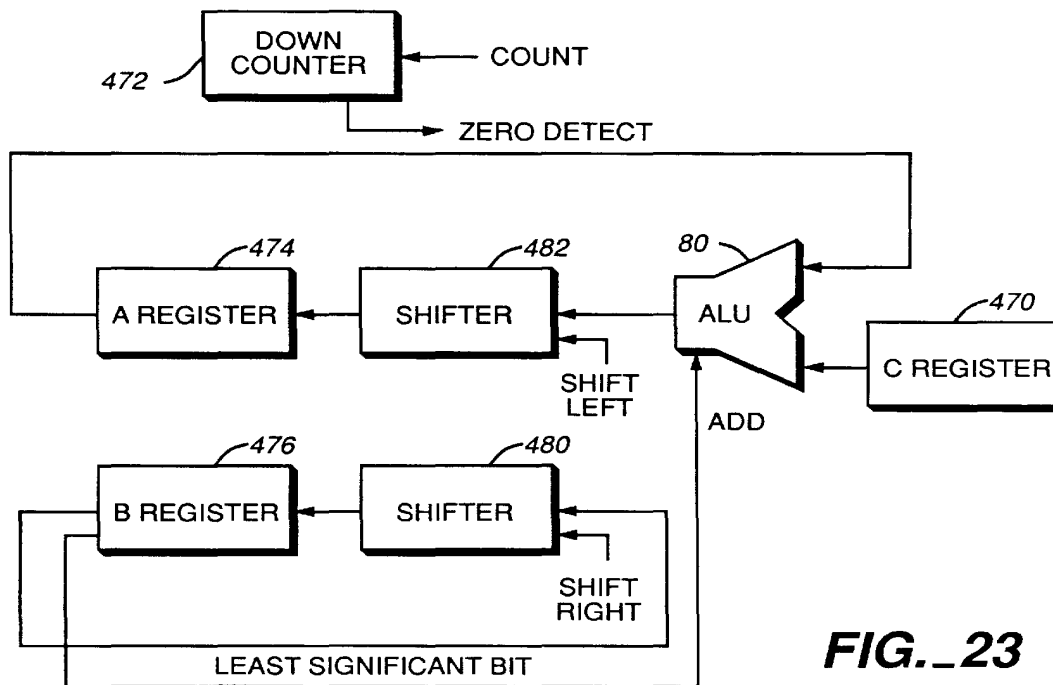 DOWN
COUNTER
472
COUNT
ZERO DETECT
474
A REGISTER
482
SHIFTER
SHIFT
LEFT
80
ALU
470
C REGISTER
ADD
476
B REGISTER
480
SHIFTER
SHIFT
RIGHT
LEAST SIGNIFICANT BIT
FIG._23